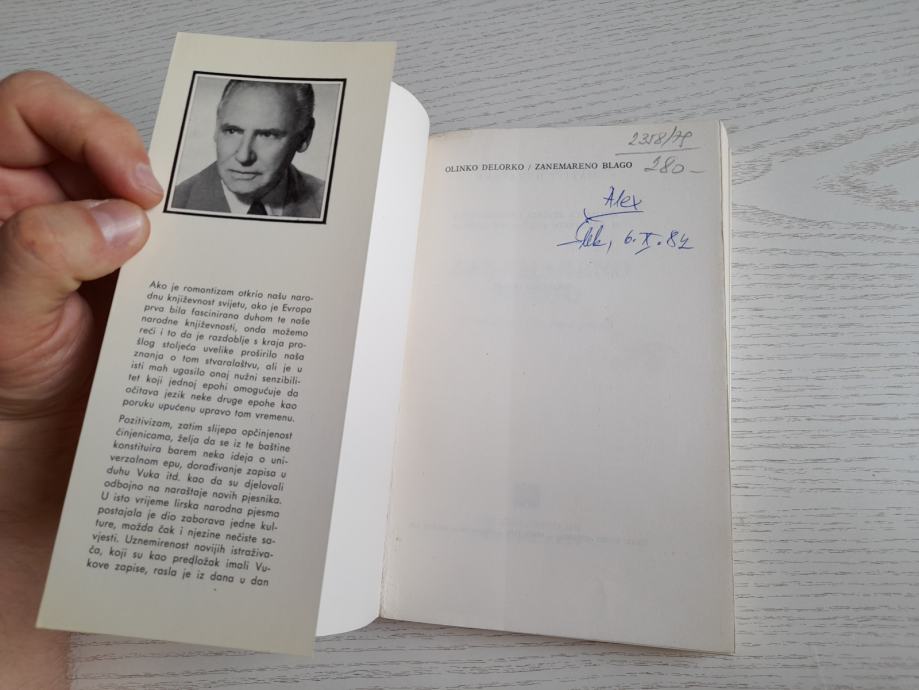 Ako je romantizam otkrio našu naro-
dnu književnost svijetu, ako je Evropa
prva bila fascinirano duhom te naše
narodne književnosti, onda možemo
reći i to da je razdoblje s kraja pro-
šlog stoljeća uvelike proširilo naša
znanja o tom stvaralaštvu, ali je u
isti mah ugasilo onaj nužni senzibili-
tet koji jednoj epohi omogućuje da
očitava jezik neke druge epohe kao
poruku upućenu upravo tom vremenu.
Pozitivizam, zatim slijepa opčinjenost
činjenicama, želja da se iz te baštine
konstituira barem neka ideja o uni-
verzalnom epu, dorađivanje zapisa u
duhu Vuka itd. kao da su djelovali
odbojno na naraštaje novih pjesnika.
U isto vrijeme lirska narodna pjesma
postajala je dio zaborava jedne kul-
ture, možda čak i njezine nečiste sa-
vjesti. Uznemirenost novijih istraživa-
ča, koji su kao predložak imali Vu-
kove zapise, rasla je iz dana u dan
2358/79
OLINKO DELORKO / ZANEMARENO BLAGO
280-
Alex
6. X. 84